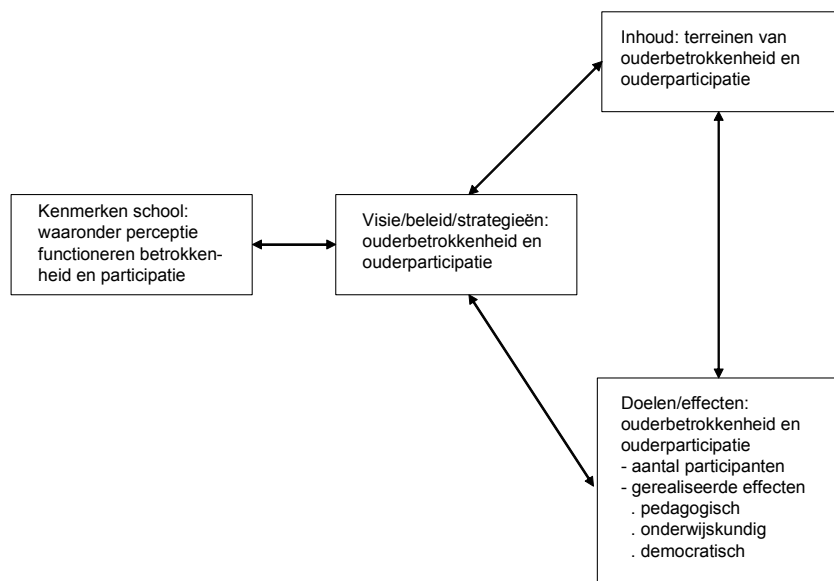 Inhoud: terreinen van
ouderbetrokkenheid en
ouderparticipatie
Kenmerken school:
waaronder perceptie
functioneren betrokken-
heid en participatie
Visie/beleid/strategieën:
ouderbetrokkenheid en
ouderparticipatie
Doelen/effecten:
ouderbetrokkenheid en
ouderparticipatie
- aantal participanten
- gerealiseerde effecten
. pedagogisch
. onderwijskundig
. democratisch